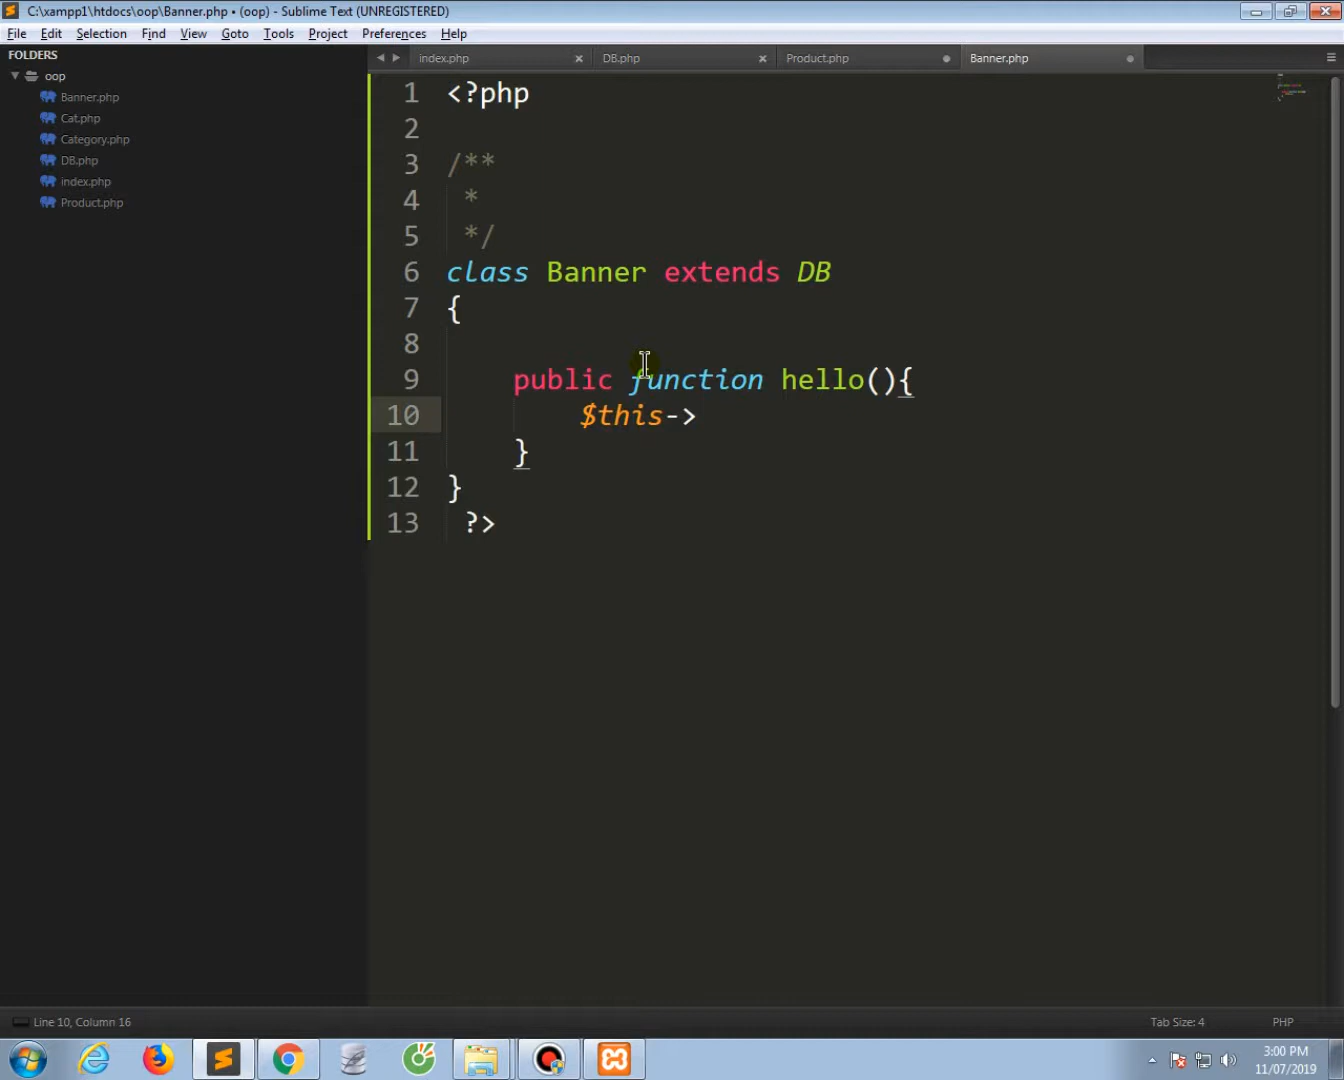 C:\xampp1\htdocs\oop\Banner.php • (oop) - Sublime Text (UNREGISTERED)
File Edit Selection Find View Goto Tools Project Preferences Help
FOLDERS
oop
Banner.php
Cat.php
Category.php
DB.php
index.php
Product.php
index.php DB.php Product.php Banner.php
1 <?php
2
3 /**
4 *
5 */
6 class Banner extends DB
7 {
8
9 public function hello(){
10 $this->
11 }
12 }
13 ?>
Line 10, Column 16 Tab Size: 4 PHP
3:00 PM
11/07/2019